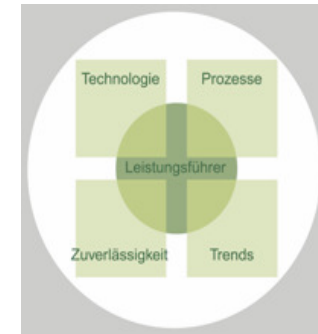 Technologie
Prozesse
Leistungsführer
Zuverlässigkeit
Trends